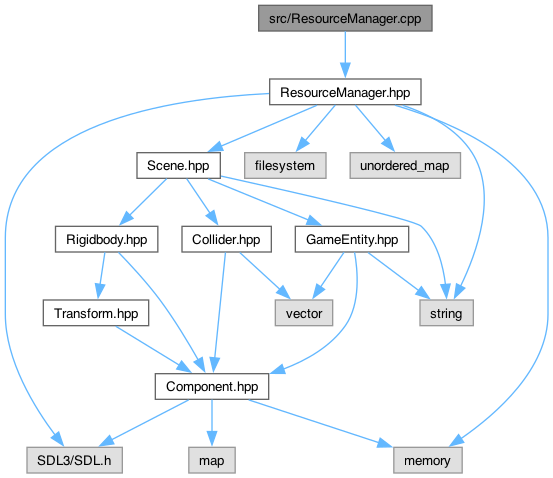 src/ResourceManager.cpp
ResourceManager.hpp
Scene.hpp
filesystem
unordered_map
Rigidbody.hpp
Collider.hpp
GameEntity.hpp
Transform.hpp
vector
string
Component.hpp
SDL3/SDL.h
map
memory